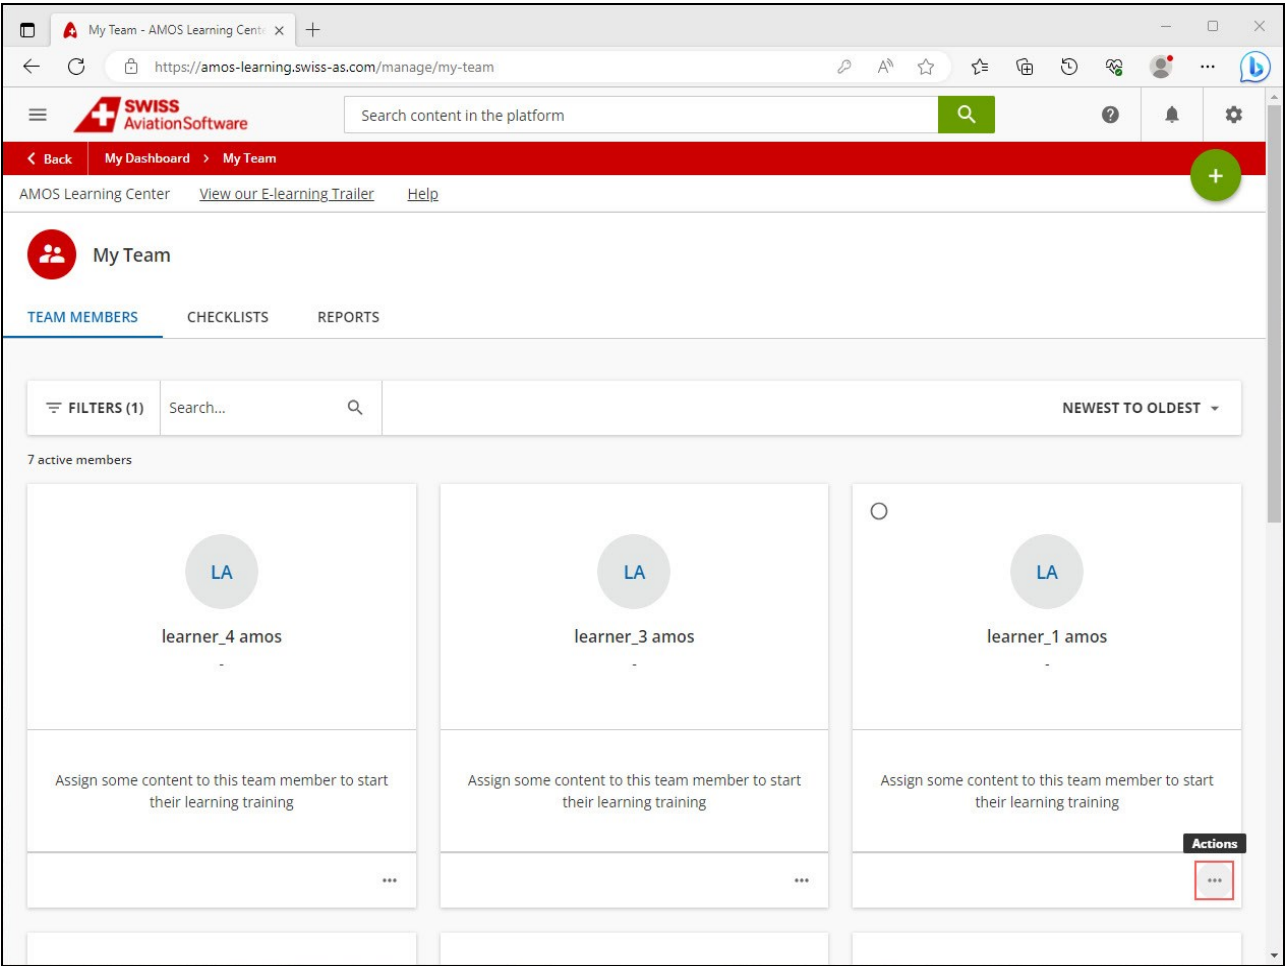 My Team - AMOS Learning Cent
https://amos-learning.swiss-as.com/manage/my-team
SWISS
AviationSoftware
Search content in the platform
Back
My Dashboard > My Team
+
AMOS Learning Center View our E-learning Trailer Help
My Team
TEAM MEMBERS CHECKLISTS REPORTS
FILTERS (1) Search... NEWEST TO OLDEST
7 active members
LA LA LA
learner_4 amos learner_3 amos learner_1 amos
- - -
Assign some content to this team member to start Assign some content to this team member to start Assign some content to this team member to start
their learning training their learning training their learning training
Actions